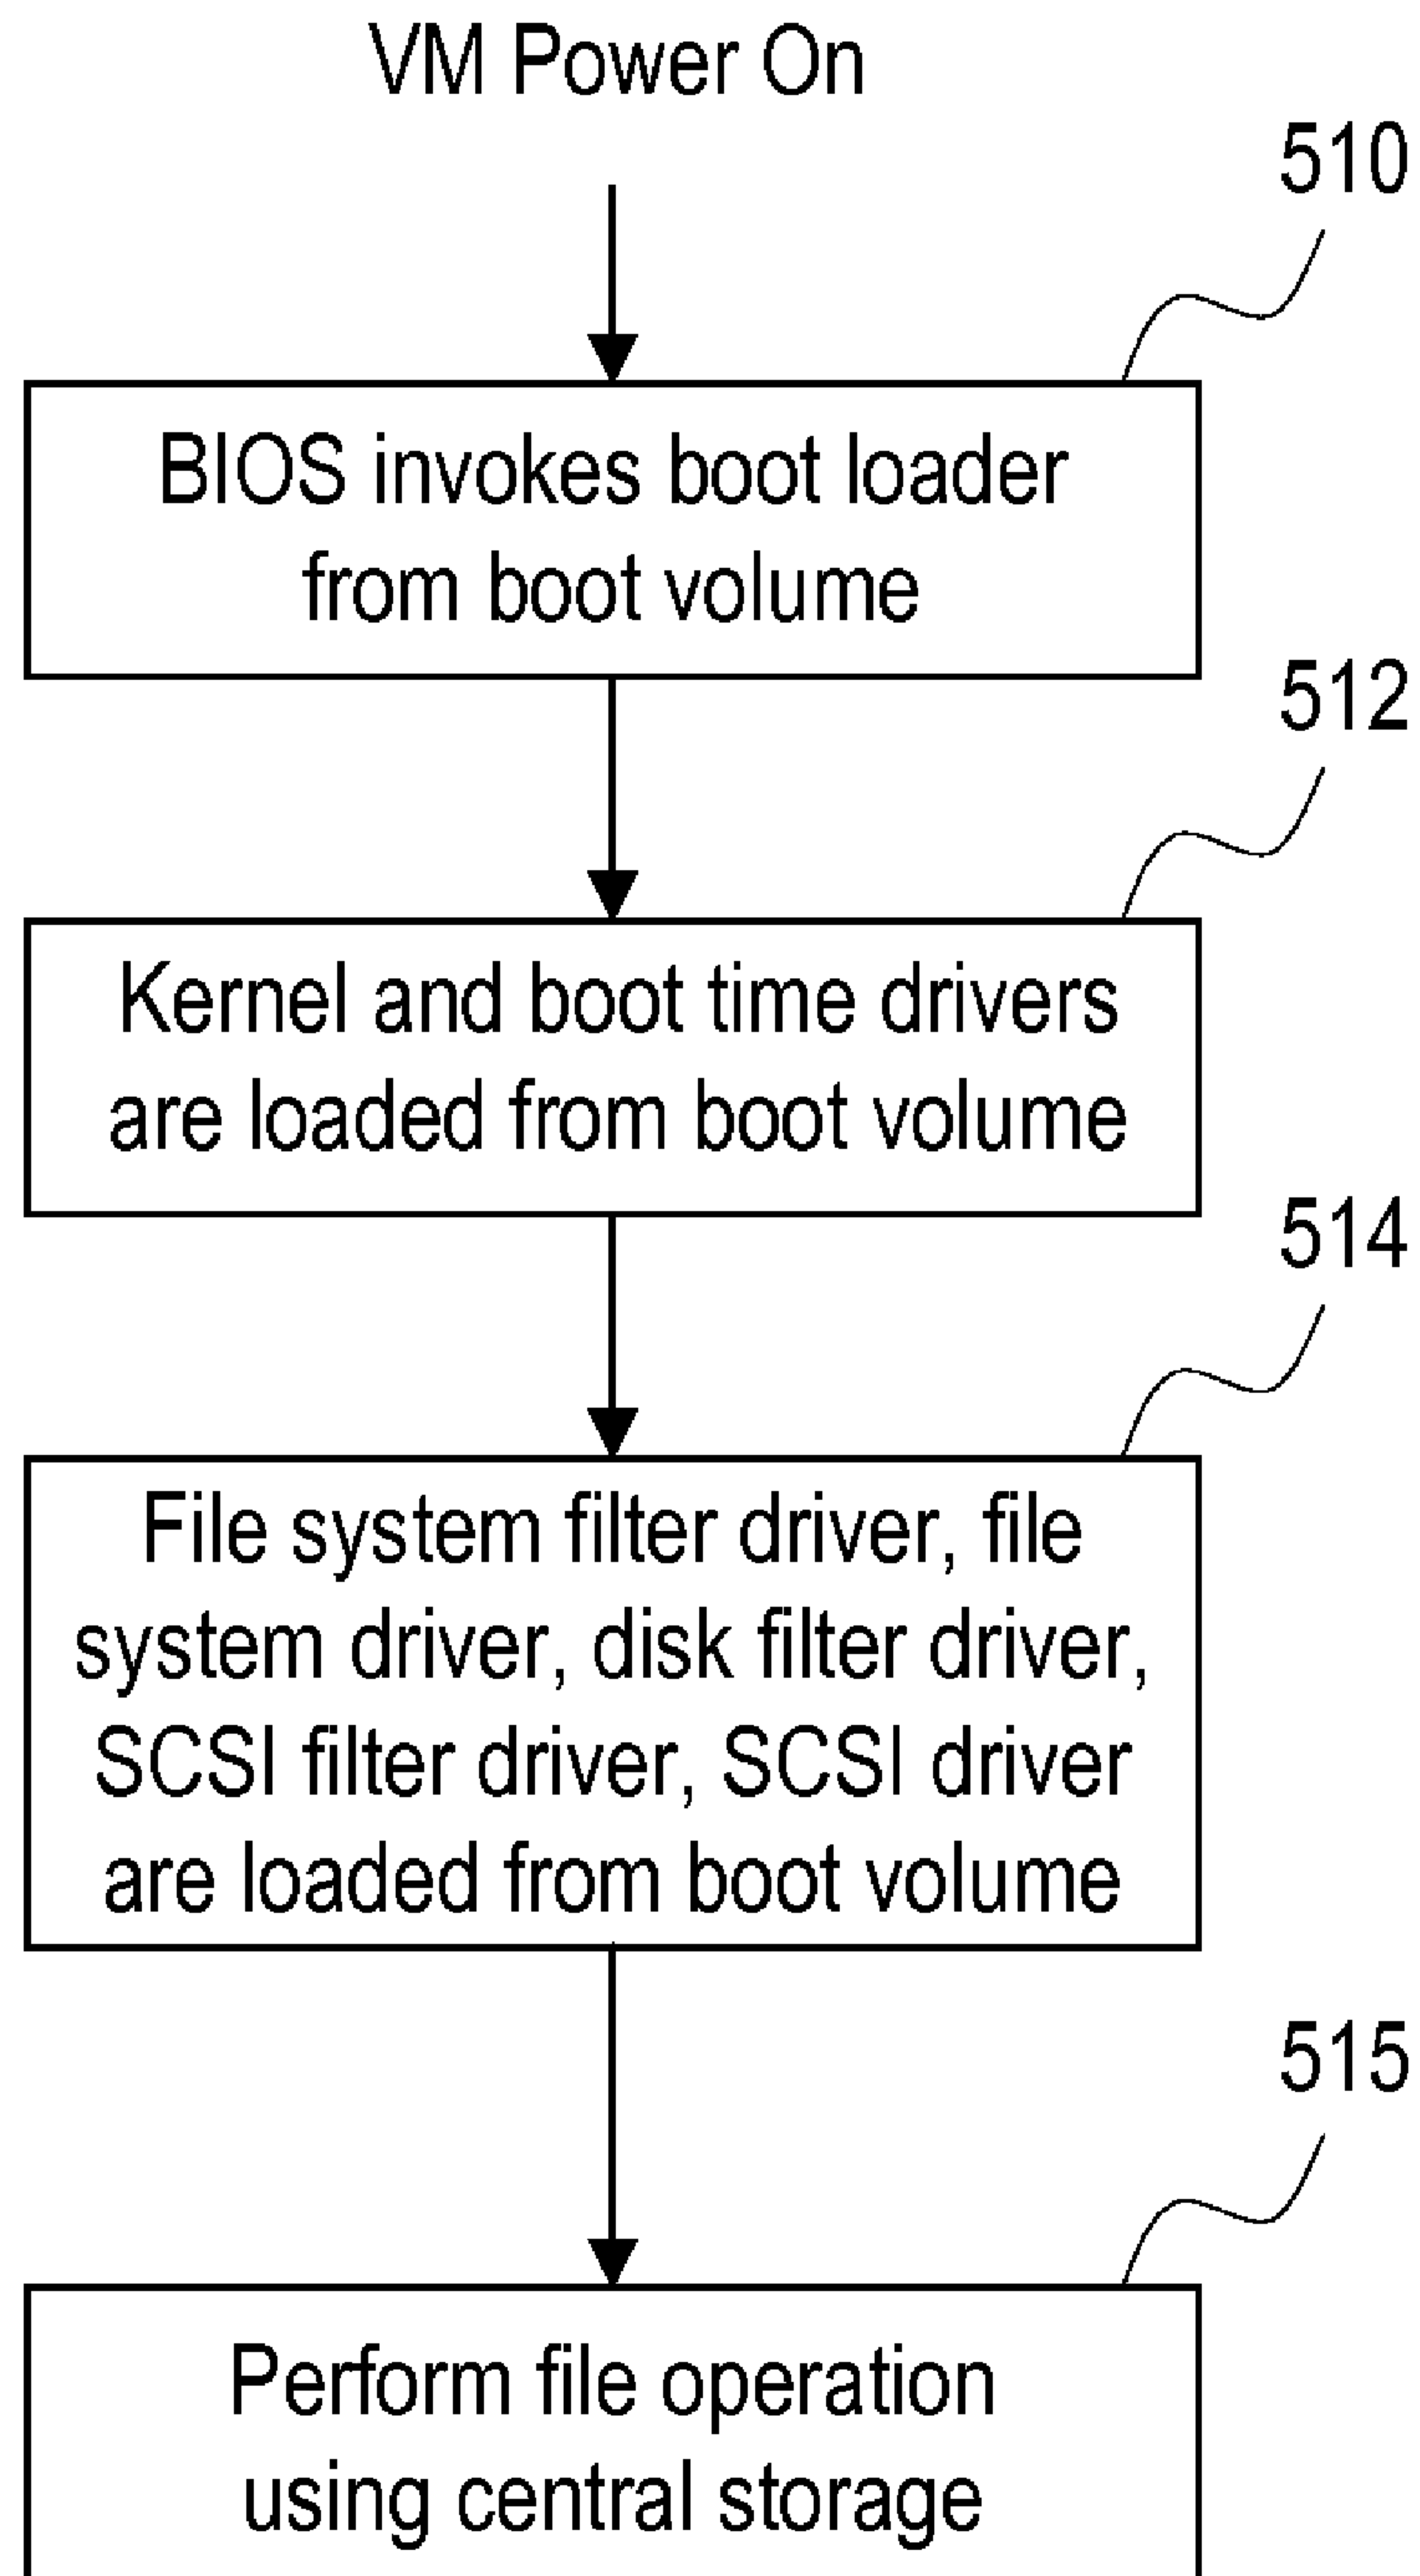 VM Power On
510
BIOS invokes boot loader
from boot volume
512
Kernel and boot time drivers
are loaded from boot volume
514
File system filter driver, file
system driver, disk filter driver,
SCSI filter driver, SCSI driver
are loaded from boot volume
515
Perform file operation
using central storage